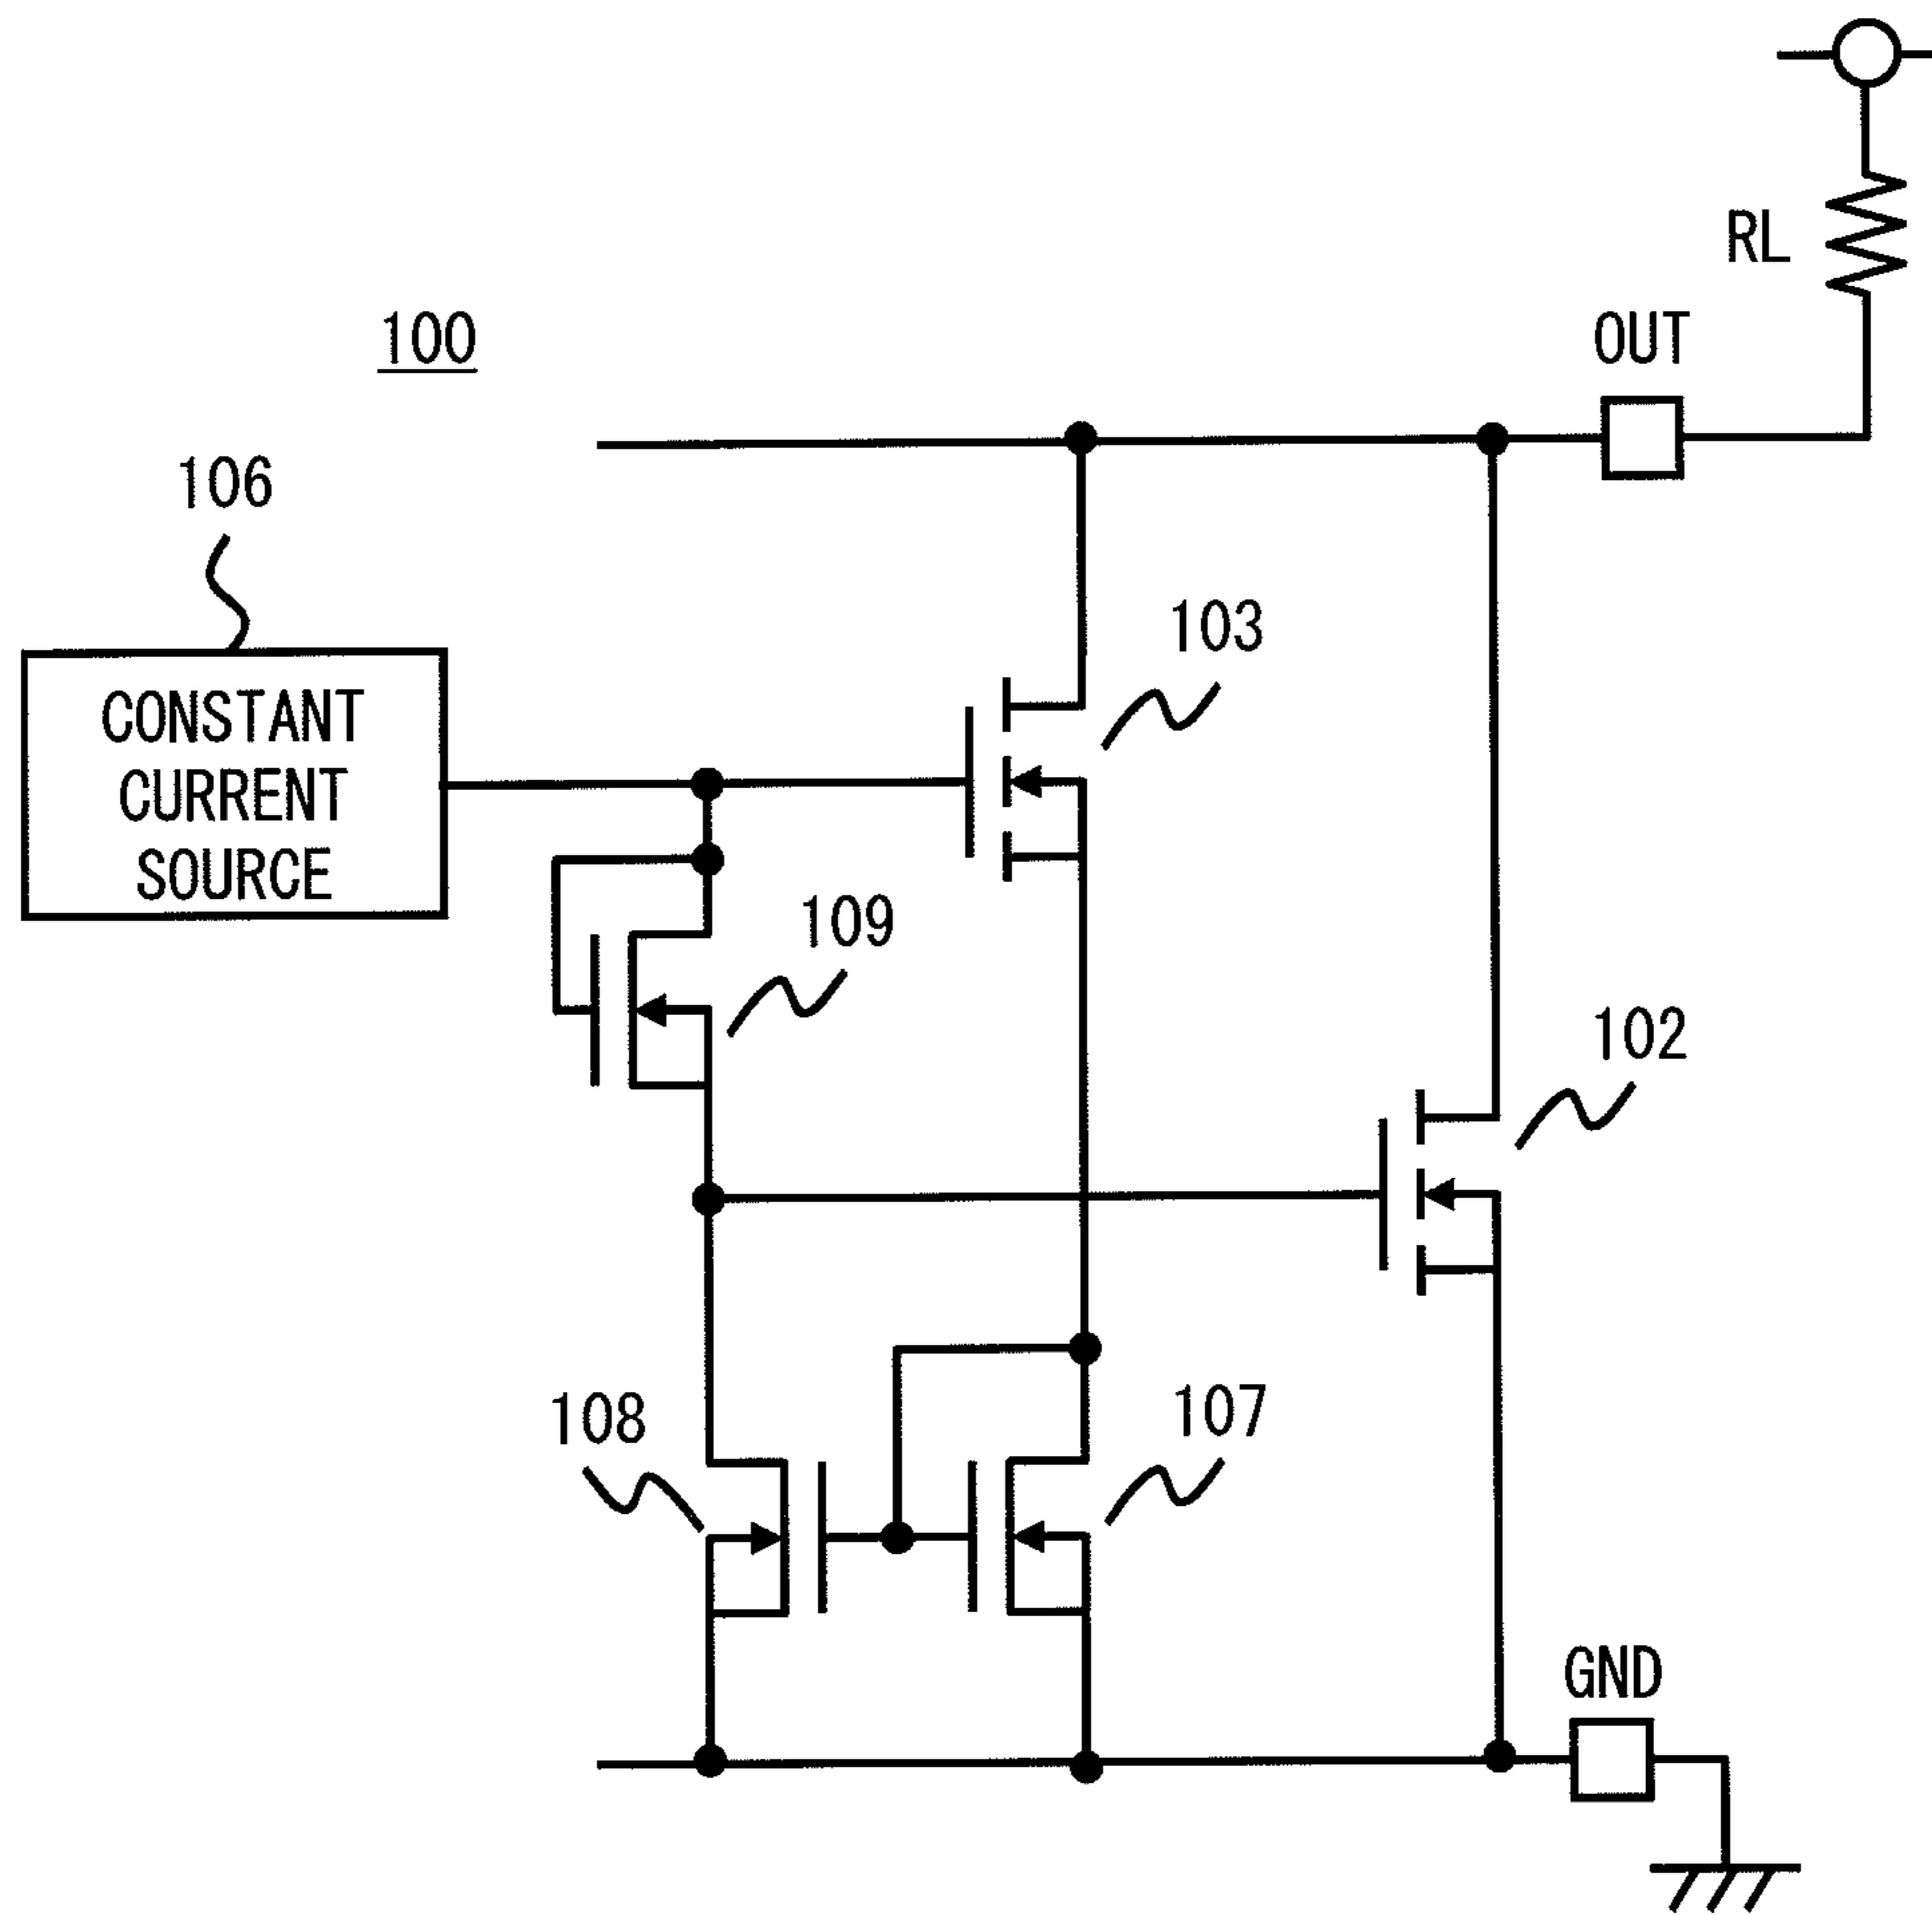 RL
OUT
100
106
103
CONSTANT
CURRENT
SOURCE
109
102
108
107
GND